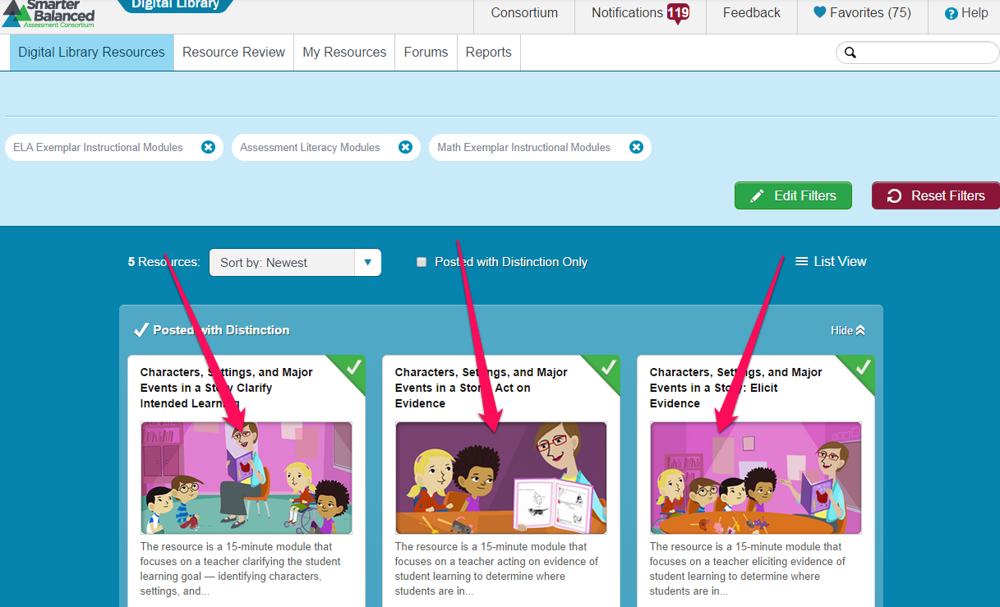 Smarter
Balanced
Assessment Consortium
Digital Library
Consortium
Notifications 119
Feedback
Favorites (75)
Help
Digital Library Resources
Resource Review
My Resources
Forums
Reports
ELA Exemplar Instructional Modules
Assessment Literacy Modules
Math Exemplar Instructional Modules
Edit Filters
Reset Filters
5 Resources:
Sort by: Newest
Posted with Distinction Only
List View
Posted with Distinction
Hide
Characters, Settings, and Major
Events in a Story Clarify
Intended Learning
The resource is a 15-minute module that
focuses on a teacher clarifying the student
learning goal — identifying characters,
settings, and...
Characters, Settings, and Major
Events in a Story: Act on
Evidence
The resource is a 15-minute module that
focuses on a teacher acting on evidence of
student learning to determine where
students are in...
Characters, Settings, and Major
Events in a Story: Elicit
Evidence
The resource is a 15-minute module that
focuses on a teacher eliciting evidence of
student learning to determine where
students are in...